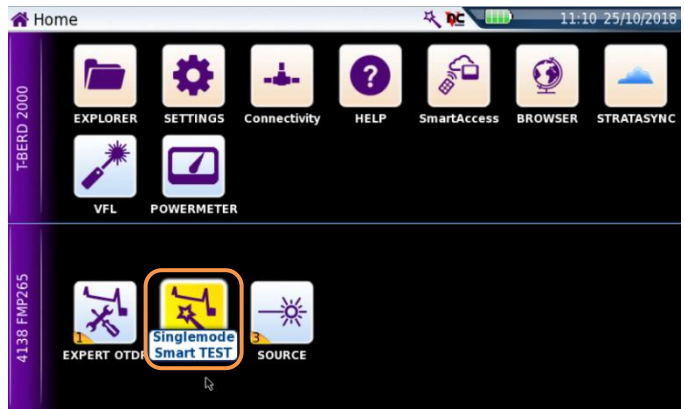 Home
DC
11:10 25/10/2018
T-BERD 2000
EXPLORER
SETTINGS
Connectivity
HELP
SmartAccess
BROWSER
STRATASYNC
VFL
POWERMETER
4138 FMP265
1
EXPERT OTDR
Singlemode
Smart TEST
3
SOURCE